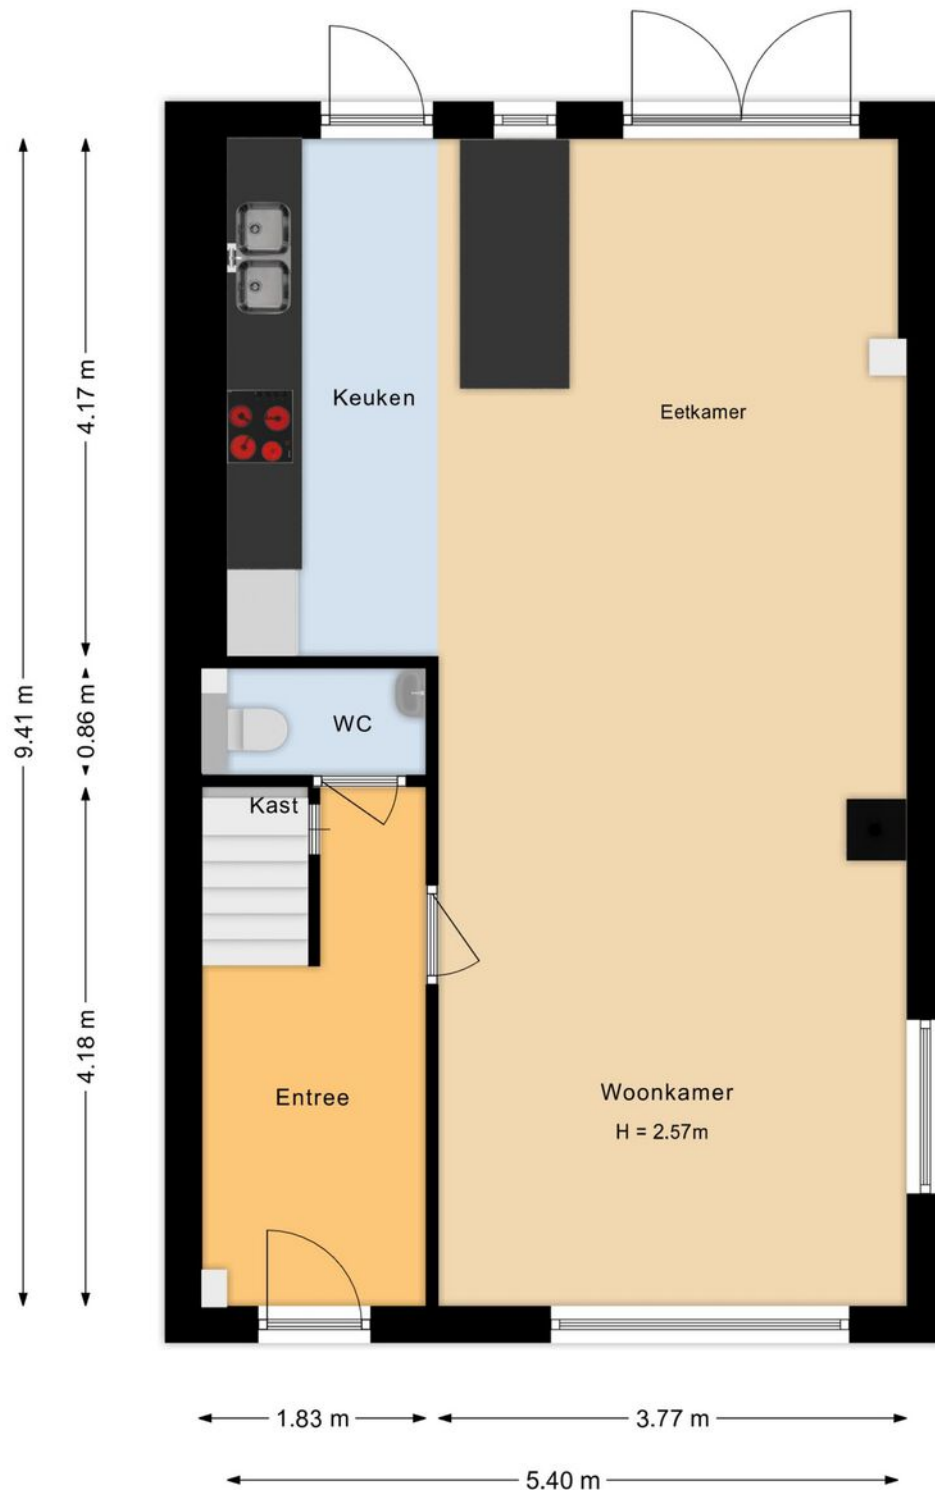 Keuken
Eetkamer
4.17 m
9.41 m
0.86 m
WC
Kast
4.18 m
Entree
Woonkamer
H = 2.57m
1.83 m
3.77 m
5.40 m